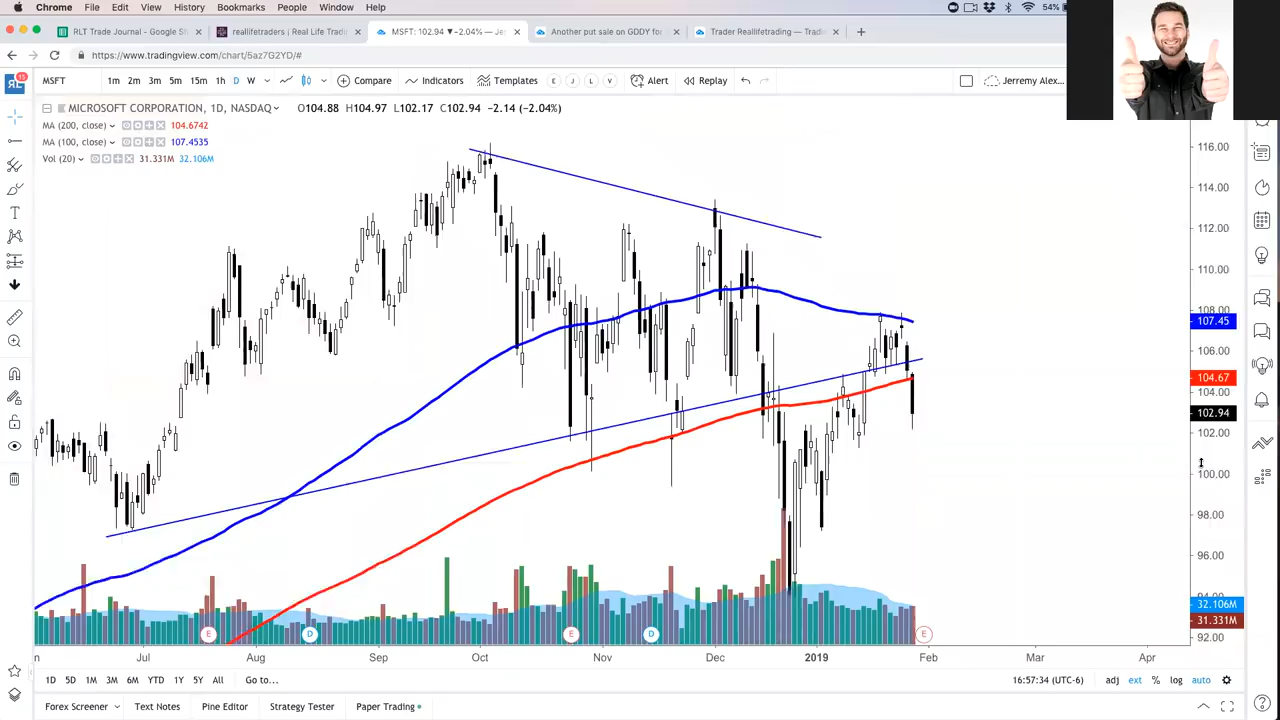 Chrome File Edit View History Bookmarks People Window Help 54%
RLT Trade Journal - Google Sh × reallifetraders | Real Life Tradi × MSFT: 102.94 ▼−2.04% — Jer × Another put sale on GDDY for × Trader Reallifetrading — Tradi × +
https://www.tradingview.com/chart/5az7G2YD/#
RL 15 MSFT 1m 2m 3m 5m 15m 1h D W Compare Indicators Templates E J L V Alert Replay Jerremy Alex...
MICROSOFT CORPORATION, 1D, NASDAQ O104.88 H104.97 L102.17 C102.94 −2.14 (−2.04%)
MA (200, close) 104.6742
MA (100, close) 107.4535
Vol (20) 31.331M 32.106M
116.00
114.00
112.00
110.00
108.00
107.45
106.00
104.67
104.00
102.94
102.00
100.00
98.00
96.00
94.00
32.106M
31.331M
92.00
E D E D E
n Jul Aug Sep Oct Nov Dec 2019 Feb Mar Apr
1D 5D 1M 3M 6M YTD 1Y 5Y All Go to... 16:57:34 (UTC-6) adj ext % log auto
Forex Screener Text Notes Pine Editor Strategy Tester Paper Trading